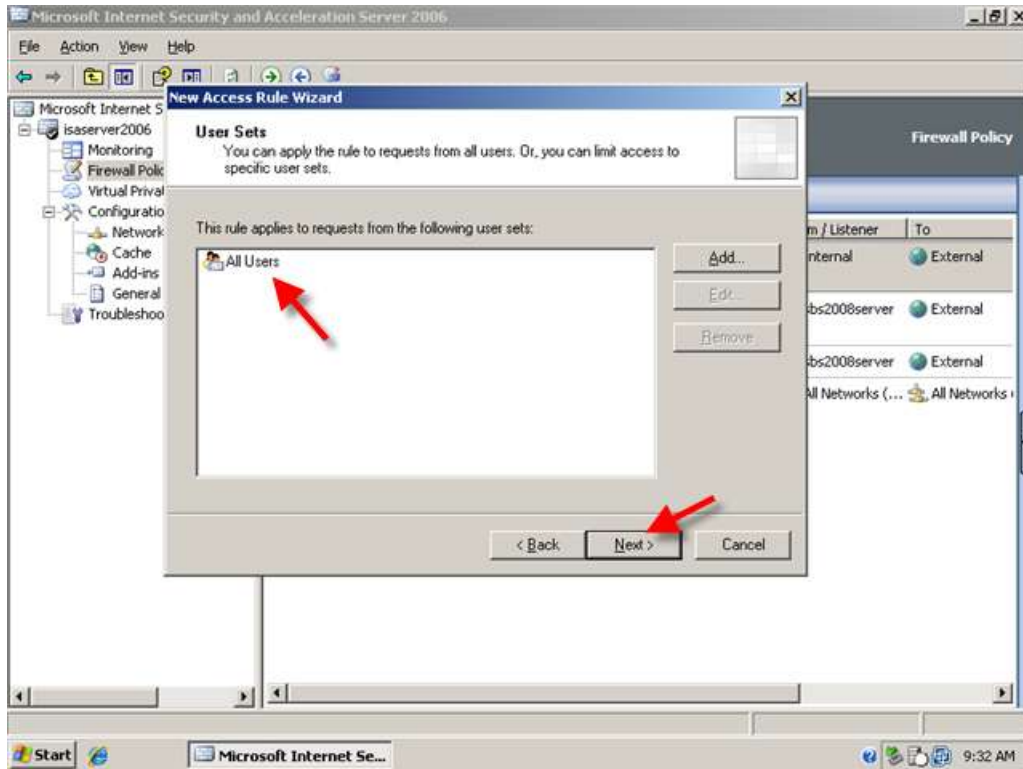 Microsoft Internet Security and Acceleration Server 2006
File Action View Help
Microsoft Internet S
isaserver2006
Monitoring
Firewall Polic
Virtual Privat
Configuratio
Network
Cache
Add-ins
General
Troubleshoo
New Access Rule Wizard
User Sets
You can apply the rule to requests from all users. Or, you can limit access to
specific user sets.
This rule applies to requests from the following user sets:
All Users
Add...
Edit...
Remove
< Back
Next >
Cancel
Firewall Policy
m / Listener To
nternal External
sbs2008server External
sbs2008server External
All Networks (... All Networks (
Start
Microsoft Internet Se...
9:32 AM